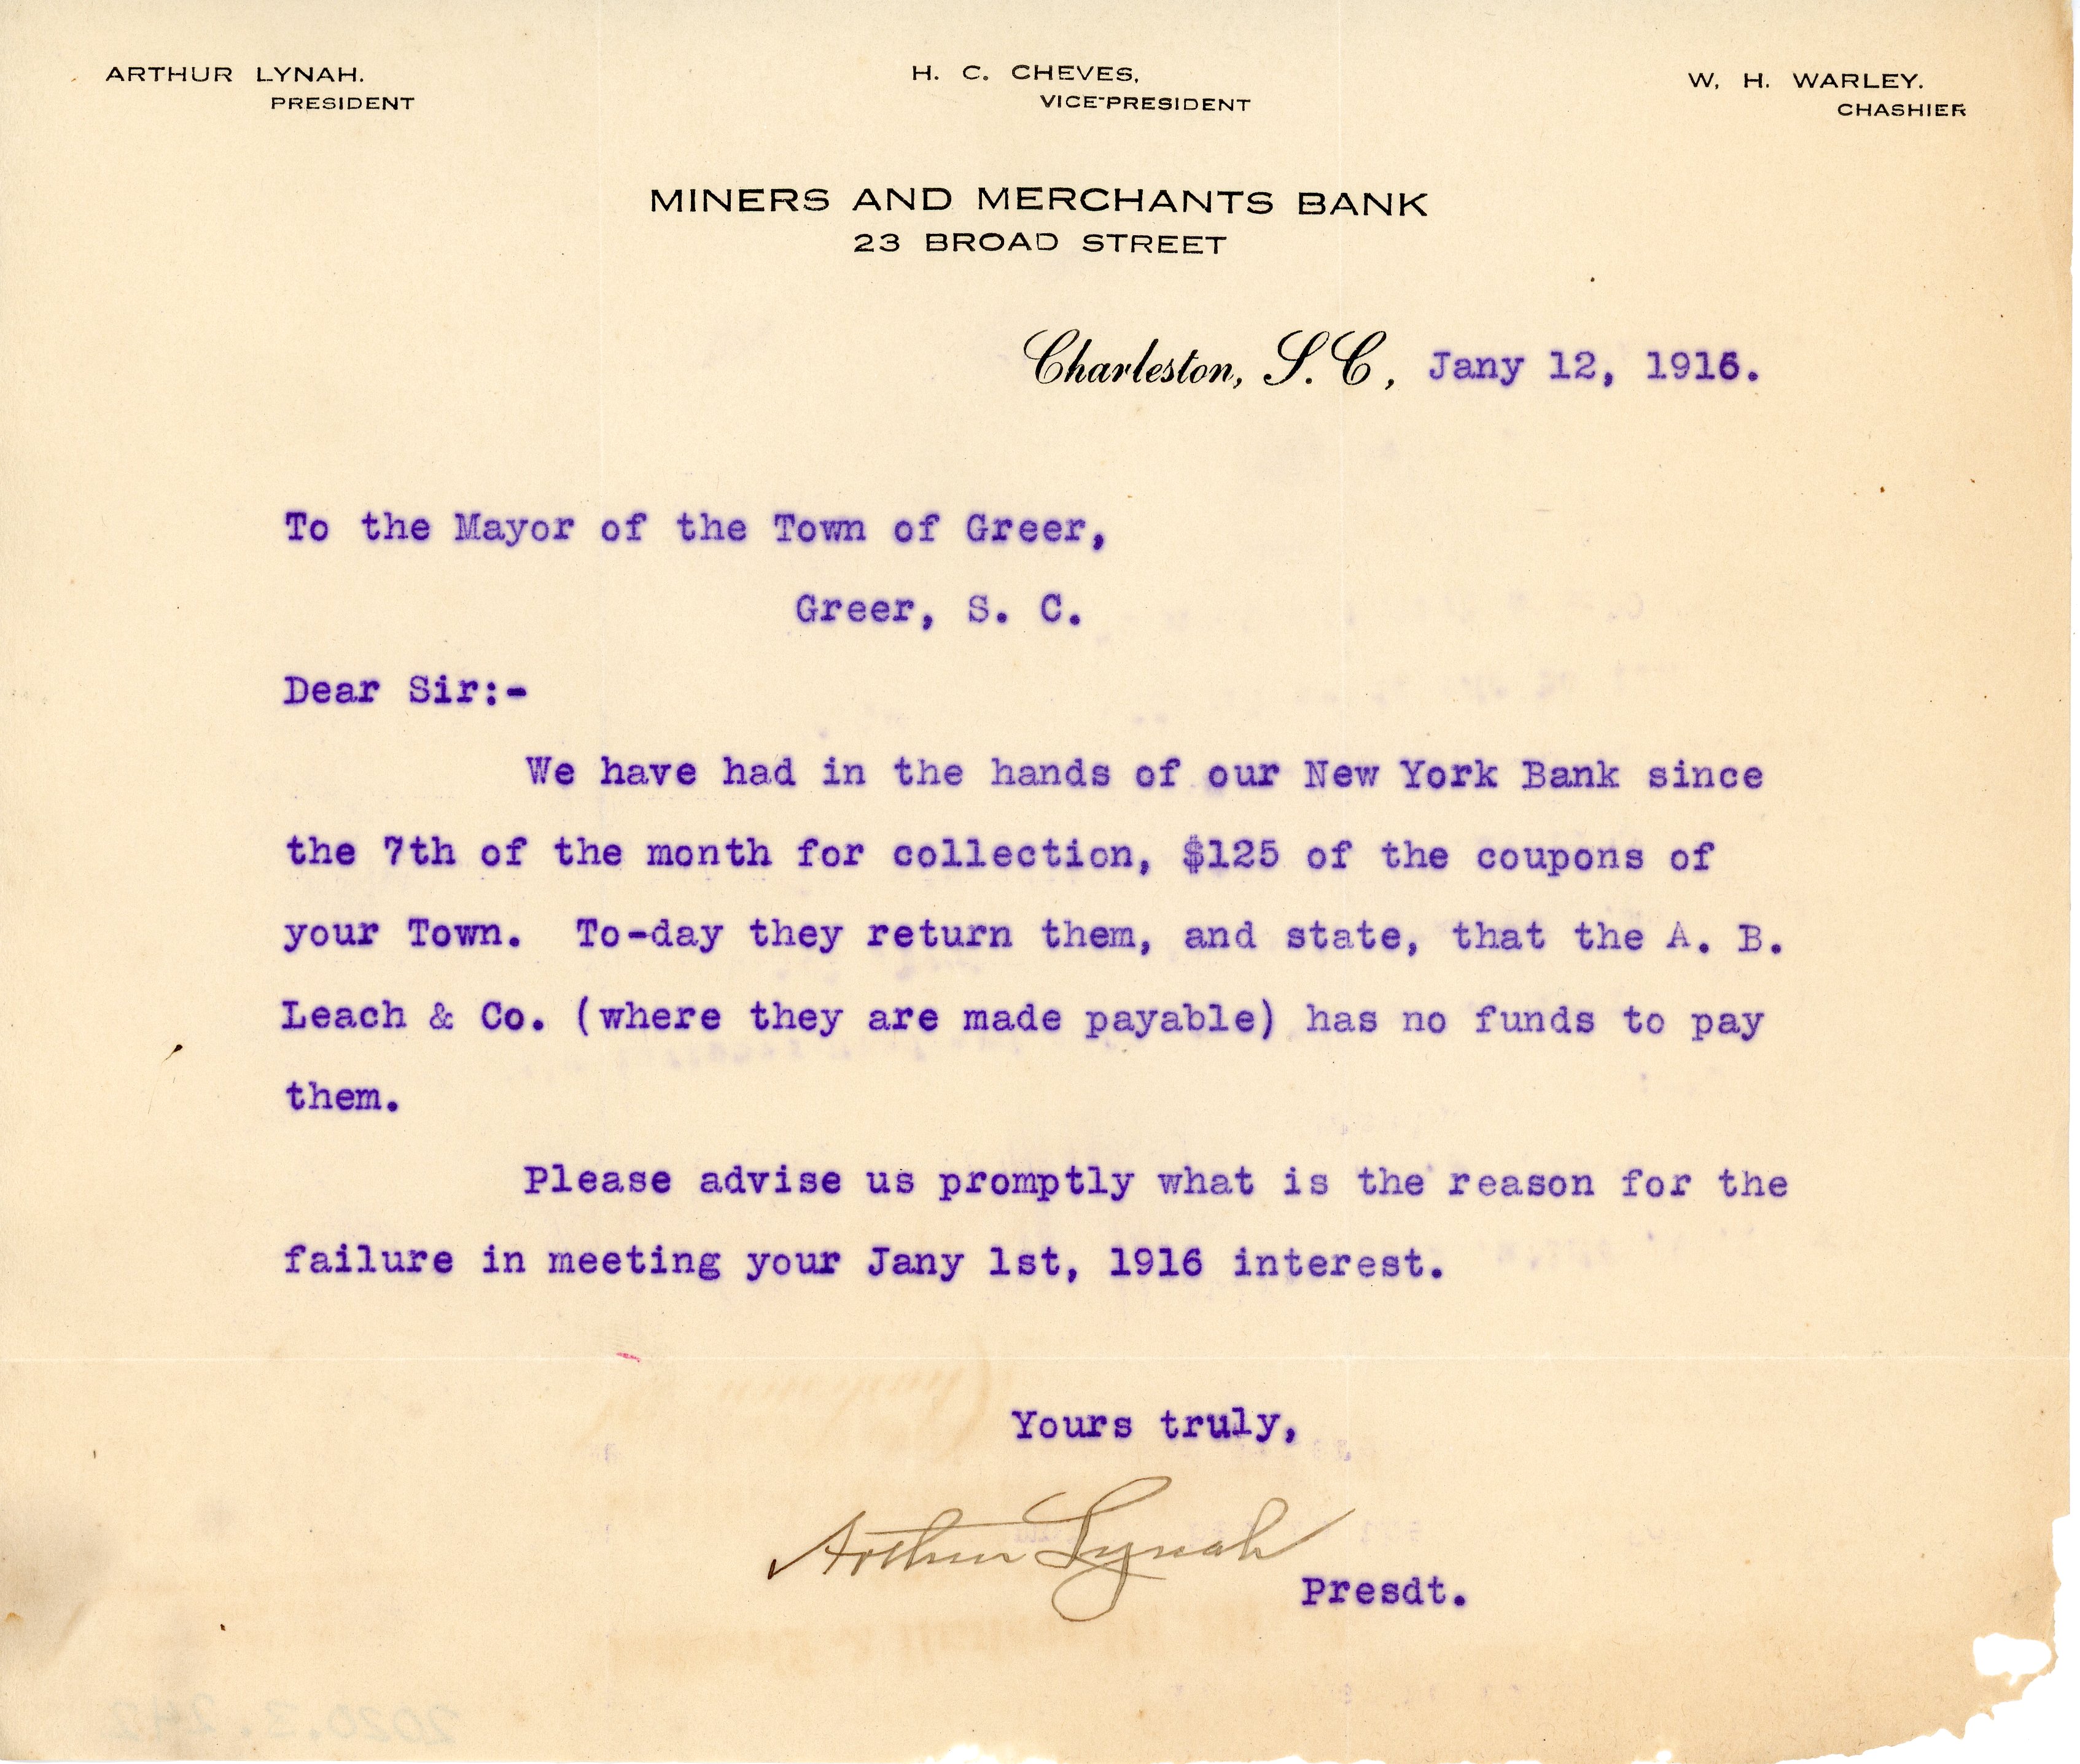 ARTHUR LYNAH.
PRESIDENT
H. C. CHEVES,
VICE-PRESIDENT
W. H. WARLEY.
CHASHIER
MINERS AND MERCHANTS BANK
23 BROAD STREET
Charleston, S. C., Jany 12, 1916.
To the Mayor of the Town of Greer,
Greer, S. C.
Dear Sir:-
We have had in the hands of our New York Bank since
the 7th of the month for collection, $125 of the coupons of
your Town. To-day they return them, and state, that the A. B.
Leach & Co. (where they are made payable) has no funds to pay
them.
Please advise us promptly what is the reason for the
failure in meeting your Jany 1st, 1916 interest.
Yours truly,
Arthur Lynah
Presdt.
2020.3.242